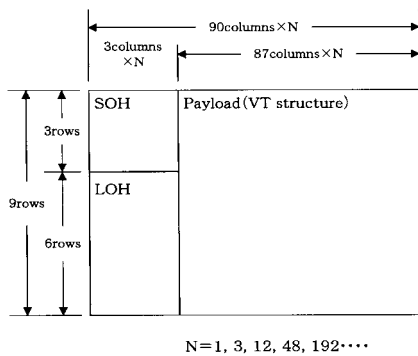 90columns×N
3columns
×N
87columns×N
SOH
Payload(VT structure)
3rows
LOH
9rows
6rows
N=1, 3, 12, 48, 192····